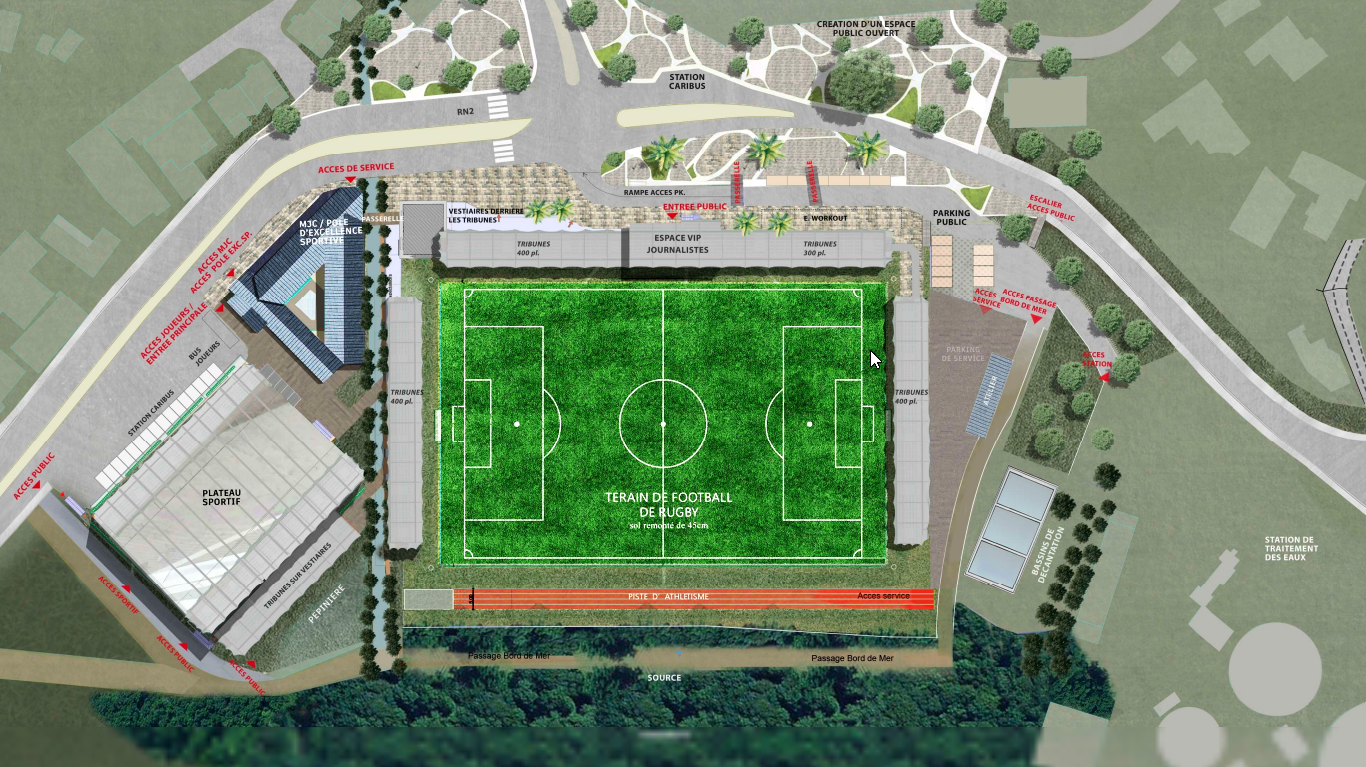 CREATION D'UN ESPACE
PUBLIC OUVERT
STATION
CARIBUS
RN2
ACCES DE SERVICE
RAMPE ACCES PK.
PASSERELLE
PASSERELLE
ESCALIER
ACCES PUBLIC
PASSERELLE
VESTIAIRES DERRIERE
LES TRIBUNES
ENTREE PUBLIC
E. WORKOUT
PARKING
PUBLIC
MJC / POLE
D'EXCELLENCE
SPORTIVE
TRIBUNES
400 pl.
ESPACE VIP
JOURNALISTES
TRIBUNES
300 pl.
ACCES MJC
ACCES POLE EXC.SP.
ACCES JOUEURS /
ENTREE PRINCIPALE
ACCES
SERVICE
ACCES PASSAGE
BORD DE MER
BUS
JOUEURS
PARKING
DE SERVICE
ACCES
STATION
ATELIER
STATION CARIBUS
TRIBUNES
400 pl.
TRIBUNES
400 pl.
ACCES PUBLIC
PLATEAU
SPORTIF
TERAIN DE FOOTBALL
DE RUGBY
sol remonté de 45cm
BASSINS DE
DECANTATION
STATION DE
TRAITEMENT
DES EAUX
TRIBUNES SUR VESTIAIRES
PEPINIERE
ACCES SPORTIF
PISTE D' ATHLETISME
Acces service
ACCES PUBLIC
ACCES PUBLIC
Passage Bord de Mer
Passage Bord de Mer
SOURCE